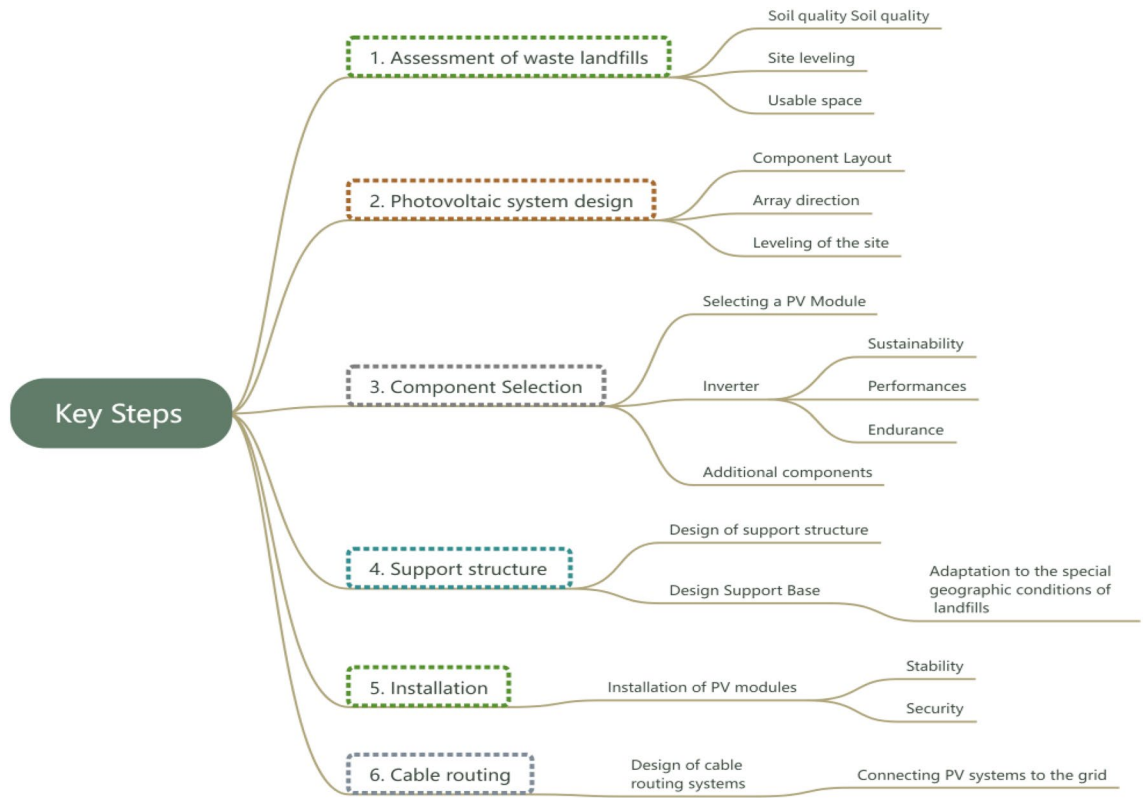 Key Steps
1. Assessment of waste landfills
Soil quality Soil quality
Site leveling
Usable space
2. Photovoltaic system design
Component Layout
Array direction
Leveling of the site
3. Component Selection
Selecting a PV Module
Inverter
Sustainability
Performances
Endurance
Additional components
4. Support structure
Design of support structure
Design Support Base
Adaptation to the special
geographic conditions of
landfills
5. Installation
Installation of PV modules
Stability
Security
6. Cable routing
Design of cable
routing systems
Connecting PV systems to the grid